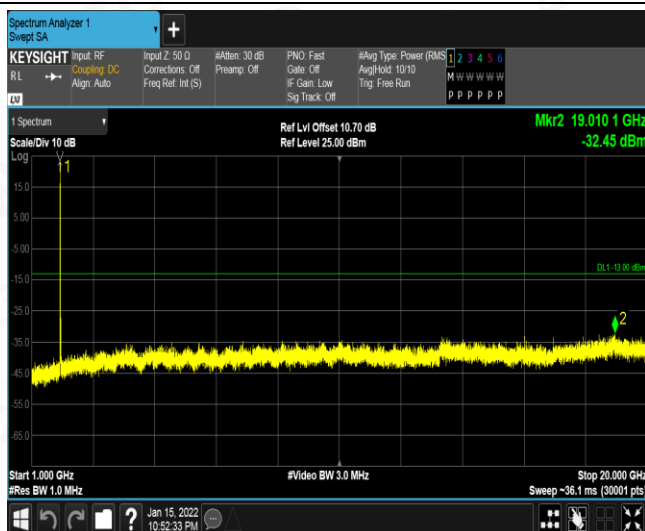 Spectrum Analyzer 1
Swept SA
+
KEYSIGHT
RL
LXI
Input: RF
Coupling: DC
Align: Auto
Input Z: 50 Ω
Corrections: Off
Freq Ref: Int (S)
#Atten: 30 dB
Preamp: Off
PNO: Fast
Gate: Off
IF Gain: Low
Sig Track: Off
#Avg Type: Power (RMS
Avg|Hold: 10/10
Trig: Free Run
1 2 3 4 5 6
M W W W W W
P P P P P P
1 Spectrum
Scale/Div 10 dB
Ref Lvl Offset 10.70 dB
Ref Level 25.00 dBm
Mkr2 19.010 1 GHz
-32.45 dBm
Log
1
15.0
5.00
-5.00
DL1 -13.00 dBm
-15.0
-25.0
2
-35.0
-45.0
-55.0
-65.0
Start 1.000 GHz
#Video BW 3.0 MHz
Stop 20.000 GHz
#Res BW 1.0 MHz
Sweep ~36.1 ms (30001 pts)
?
Jan 15, 2022
10:52:33 PM